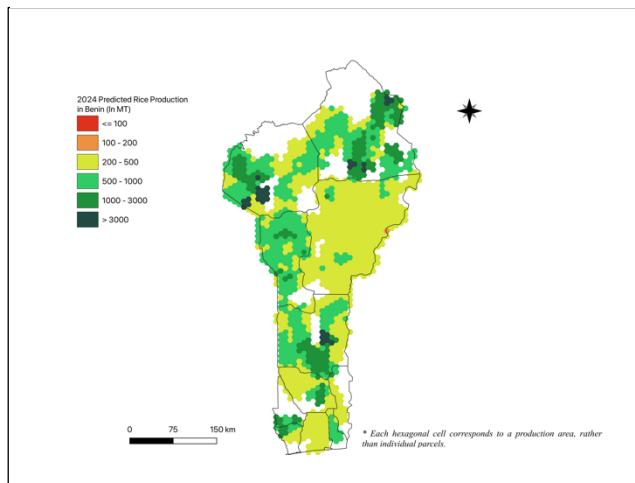 2024 Predicted Rice Production
in Benin (In MT)
<= 100
100 - 200
200 - 500
500 - 1000
1000 - 3000
> 3000
0 75 150 km
* Each hexagonal cell corresponds to a production area, rather
than individual parcels.